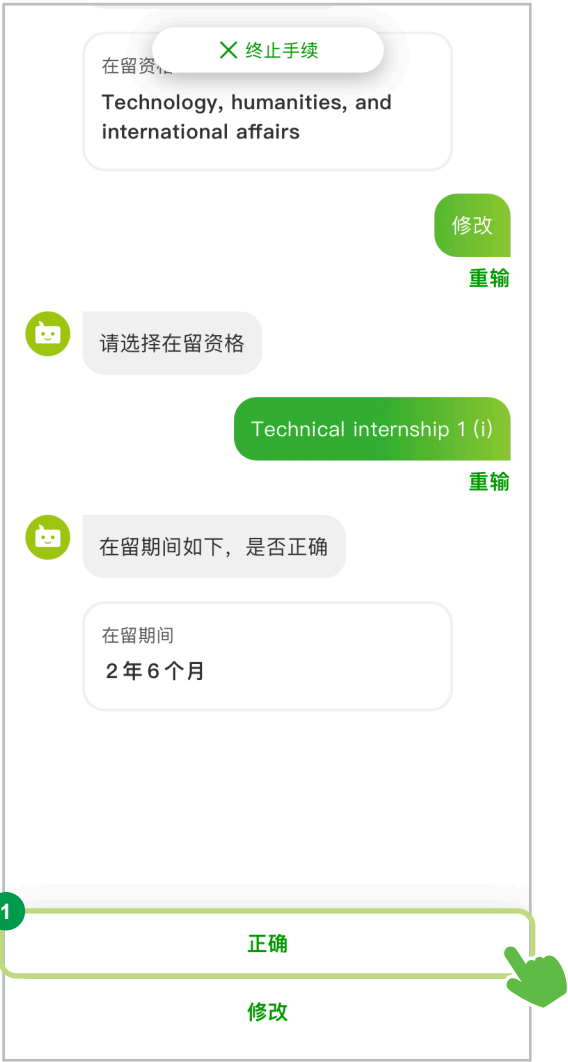 终止手续
在留资格
Technology, humanities, and
international affairs
修改
重输
请选择在留资格
Technical internship 1 (i)
重输
在留期间如下，是否正确
在留期间
2年6个月
1
正确
修改